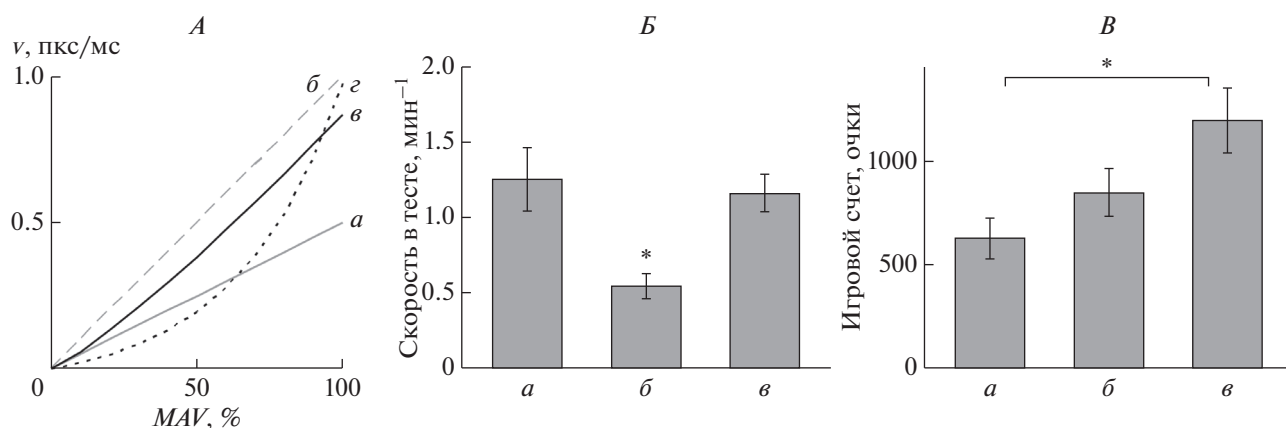 А
v, пкс/мс
1.0
0.5
0
50
100
MAV, %
б
г
в
а
Б
Скорость в тесте, мин⁻¹
2.0
1.5
1.0
0.5
0
*
а
б
в
В
Игровой счет, очки
1000
500
0
*
а
б
в